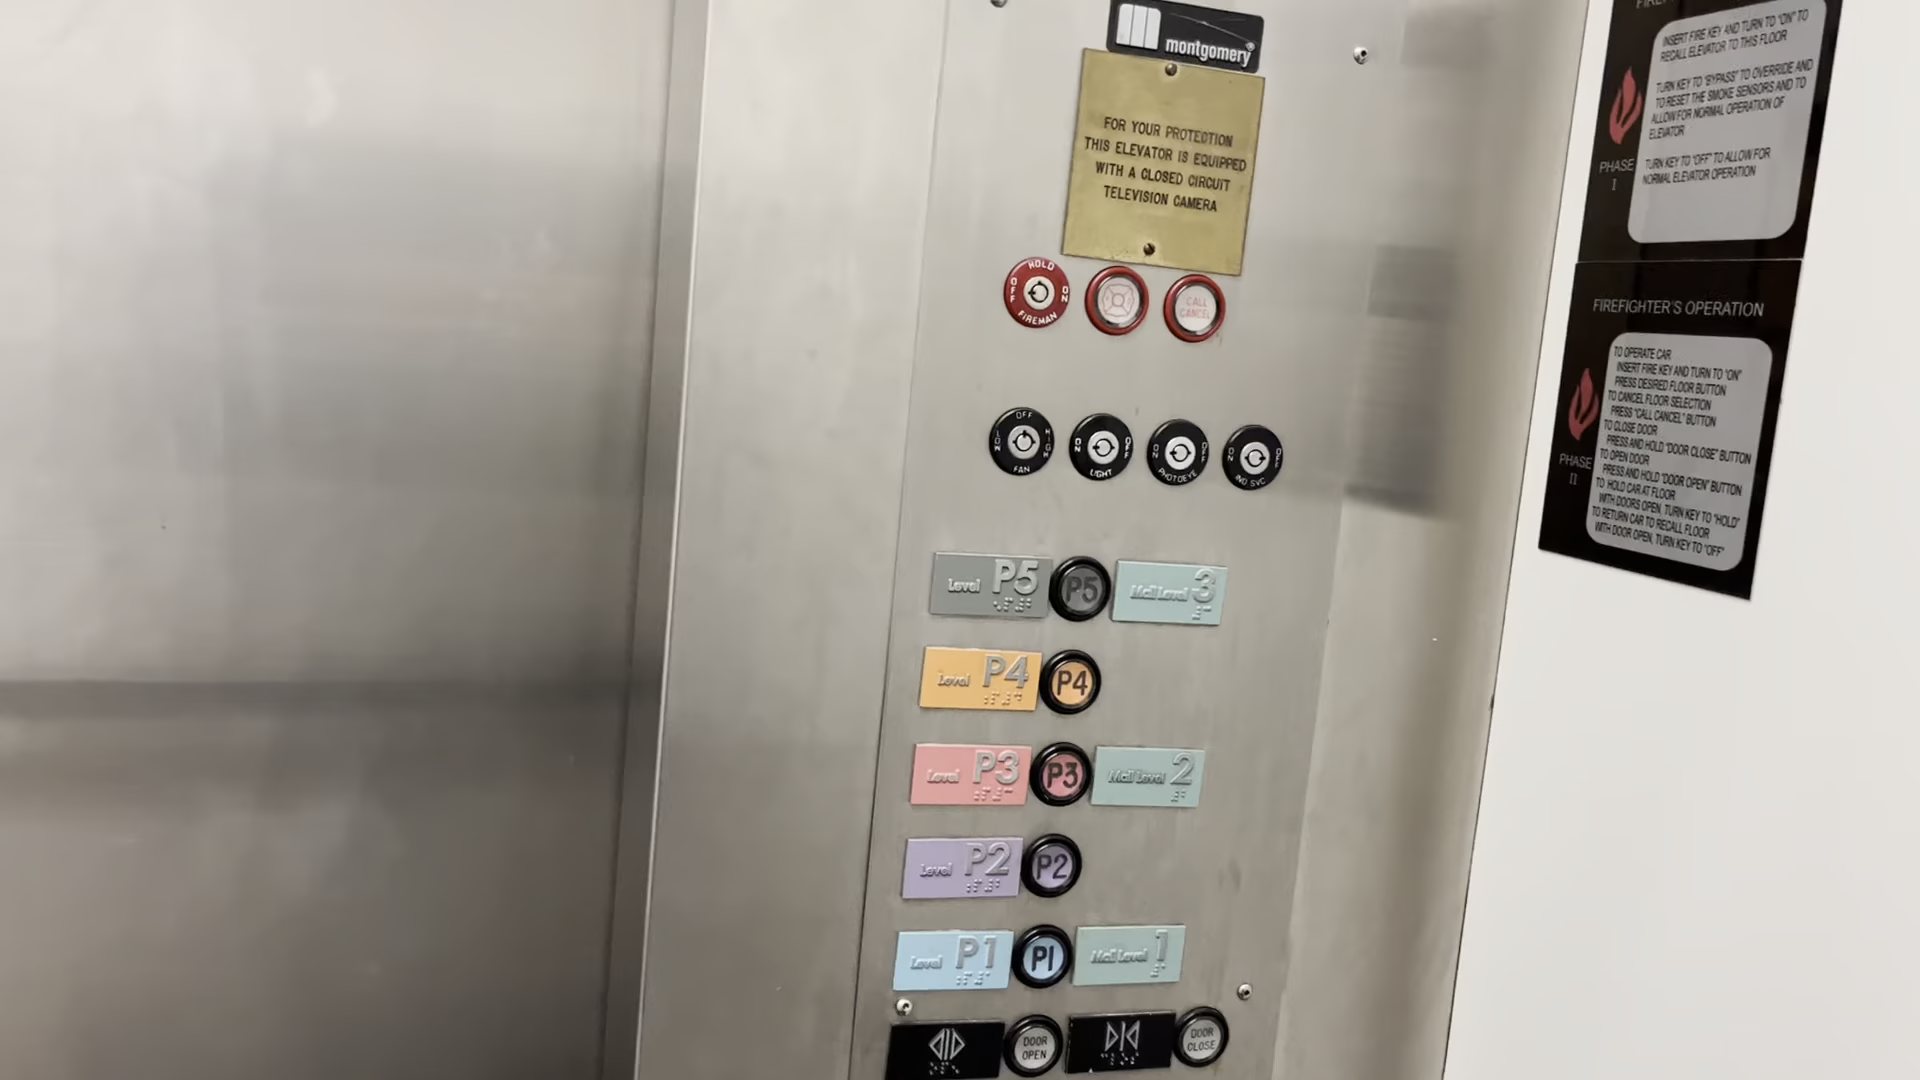 montgomery®
FOR YOUR PROTECTION
THIS ELEVATOR IS EQUIPPED
WITH A CLOSED CIRCUIT
TELEVISION CAMERA
HOLD
OFF
ON
FIREMAN
CALL
CANCEL
OFF
LOW
HIGH
FAN
ON
OFF
LIGHT
ON
OFF
PHOTOEYE
ON
OFF
IND SVC
Level P5
P5
Mall Level 3
Level P4
P4
Level P3
P3
Mall Level 2
Level P2
P2
Level P1
P1
Mall Level 1
DOOR
OPEN
DOOR
CLOSE
INSERT FIRE KEY AND TURN TO "ON" TO
RECALL ELEVATOR TO THIS FLOOR
TURN KEY TO "BYPASS" TO OVERRIDE AND
TO RESET THE SMOKE SENSORS AND TO
ALLOW FOR NORMAL OPERATION OF
ELEVATOR
TURN KEY TO "OFF" TO ALLOW FOR
NORMAL ELEVATOR OPERATION
PHASE
I
FIREFIGHTER'S OPERATION
TO OPERATE CAR
INSERT FIRE KEY AND TURN TO "ON"
PRESS DESIRED FLOOR BUTTON
TO CANCEL FLOOR SELECTION
PRESS "CALL CANCEL" BUTTON
TO CLOSE DOOR
PRESS AND HOLD "DOOR CLOSE" BUTTON
TO OPEN DOOR
PRESS AND HOLD "DOOR OPEN" BUTTON
TO HOLD CAR AT FLOOR
WITH DOORS OPEN, TURN KEY TO "HOLD"
TO RETURN CAR TO RECALL FLOOR
WITH DOOR OPEN, TURN KEY TO "OFF"
PHASE
II